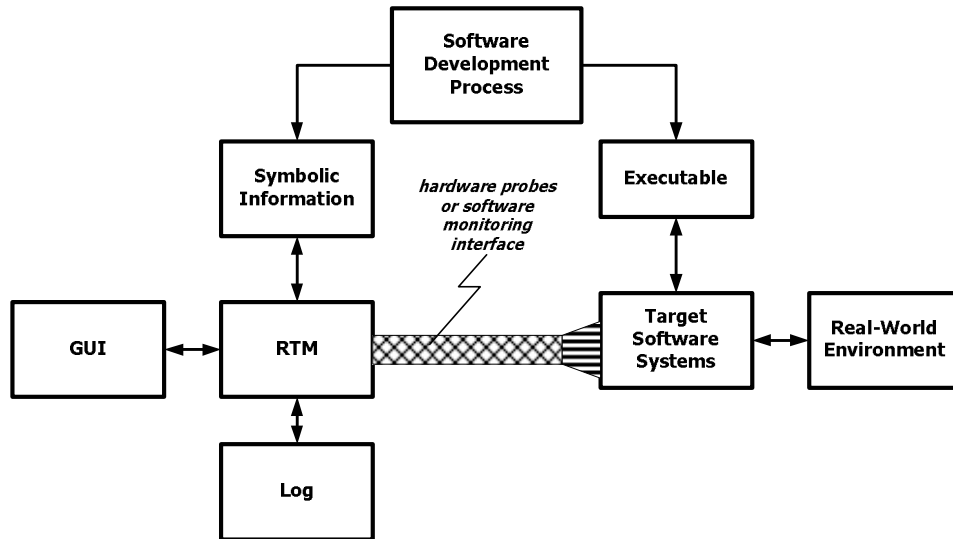 Software
Development
Process
Symbolic
Information
hardware probes
or software
monitoring
interface
Executable
GUI
RTM
Target
Software
Systems
Real-World
Environment
Log